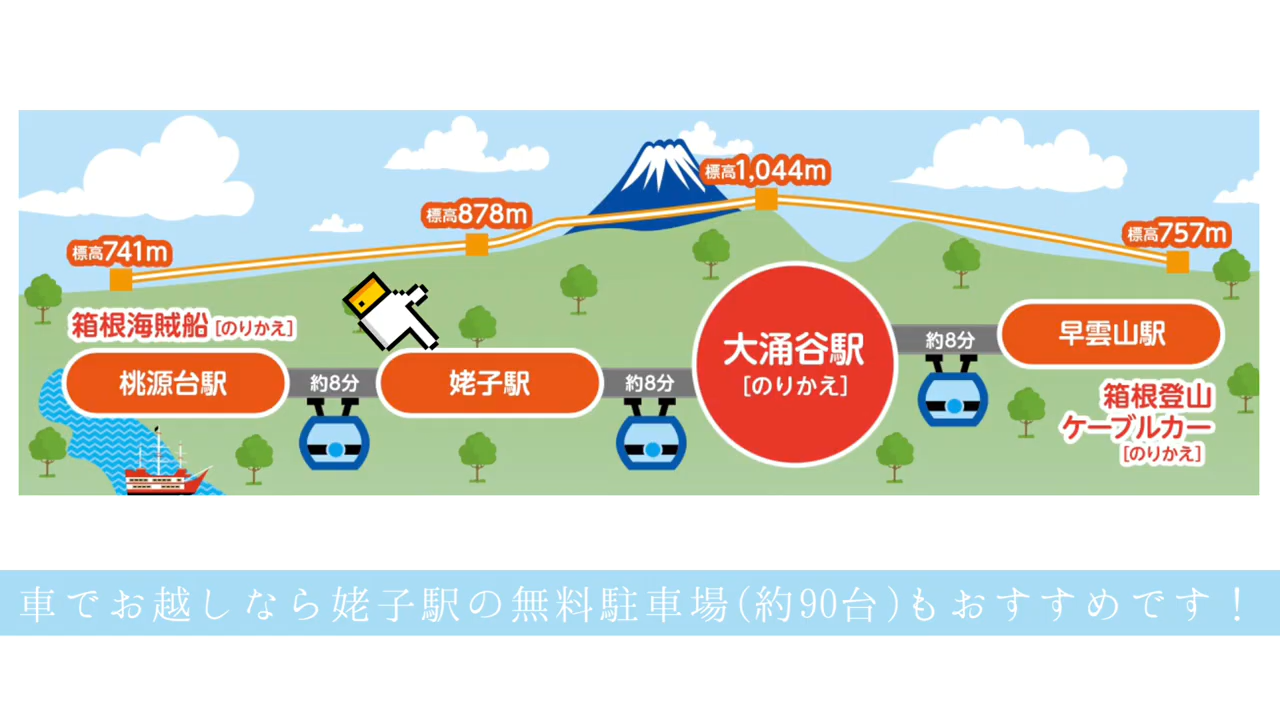 標高1,044m
標高878m
標高757m
標高741m
箱根海賊船[のりかえ]
桃源台駅
約8分
姥子駅
約8分
大涌谷駅
[のりかえ]
約8分
早雲山駅
箱根登山
ケーブルカー
[のりかえ]
車でお越しなら姥子駅の無料駐車場(約90台)もおすすめです！